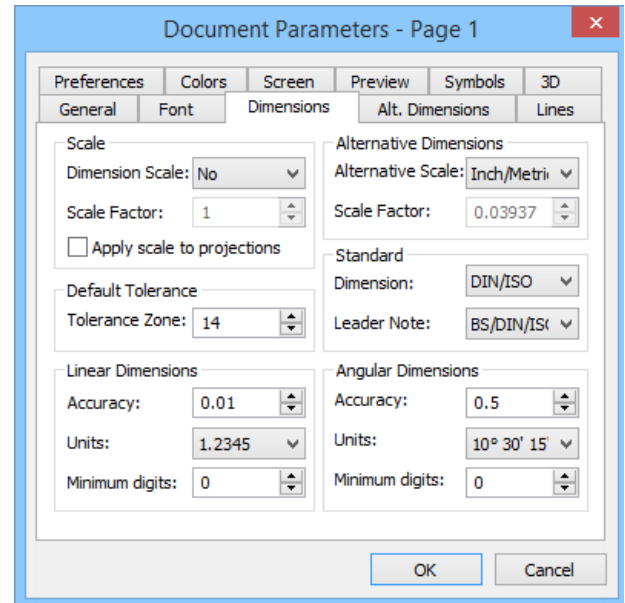 Document Parameters - Page 1
Preferences Colors Screen Preview Symbols 3D
General Font Dimensions Alt. Dimensions Lines
Scale
Dimension Scale: No
Scale Factor: 1
Apply scale to projections
Alternative Dimensions
Alternative Scale: Inch/Metri
Scale Factor: 0.03937
Default Tolerance
Tolerance Zone: 14
Standard
Dimension: DIN/ISO
Leader Note: BS/DIN/IS
Linear Dimensions
Accuracy: 0.01
Units: 1.2345
Minimum digits: 0
Angular Dimensions
Accuracy: 0.5
Units: 10° 30' 15'
Minimum digits: 0
OK Cancel